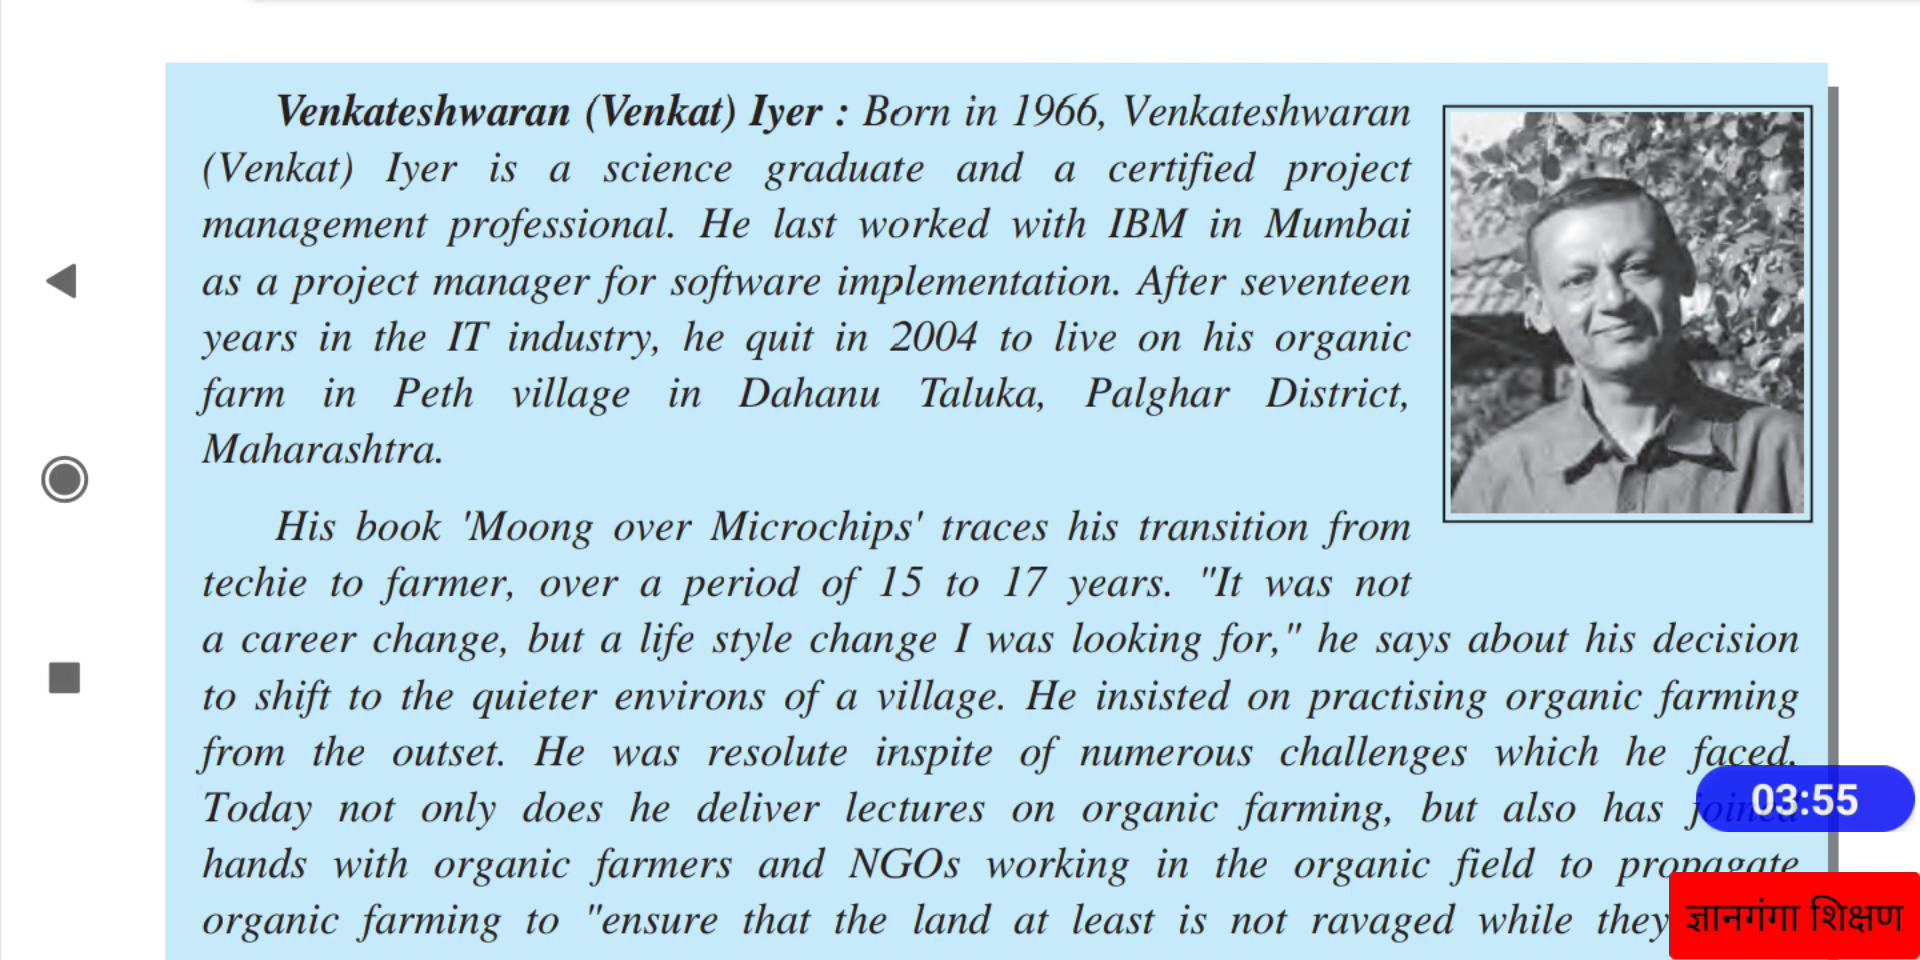 Venkateshwaran (Venkat) Iyer : Born in 1966, Venkateshwaran
(Venkat) Iyer is a science graduate and a certified project
management professional. He last worked with IBM in Mumbai
as a project manager for software implementation. After seventeen
years in the IT industry, he quit in 2004 to live on his organic
farm in Peth village in Dahanu Taluka, Palghar District,
Maharashtra.
His book 'Moong over Microchips' traces his transition from
techie to farmer, over a period of 15 to 17 years. "It was not
a career change, but a life style change I was looking for," he says about his decision
to shift to the quieter environs of a village. He insisted on practising organic farming
from the outset. He was resolute inspite of numerous challenges which he faced.
Today not only does he deliver lectures on organic farming, but also has joined
03:55
hands with organic farmers and NGOs working in the organic field to propagate
organic farming to "ensure that the land at least is not ravaged while they
ज्ञानगंगा शिक्षण